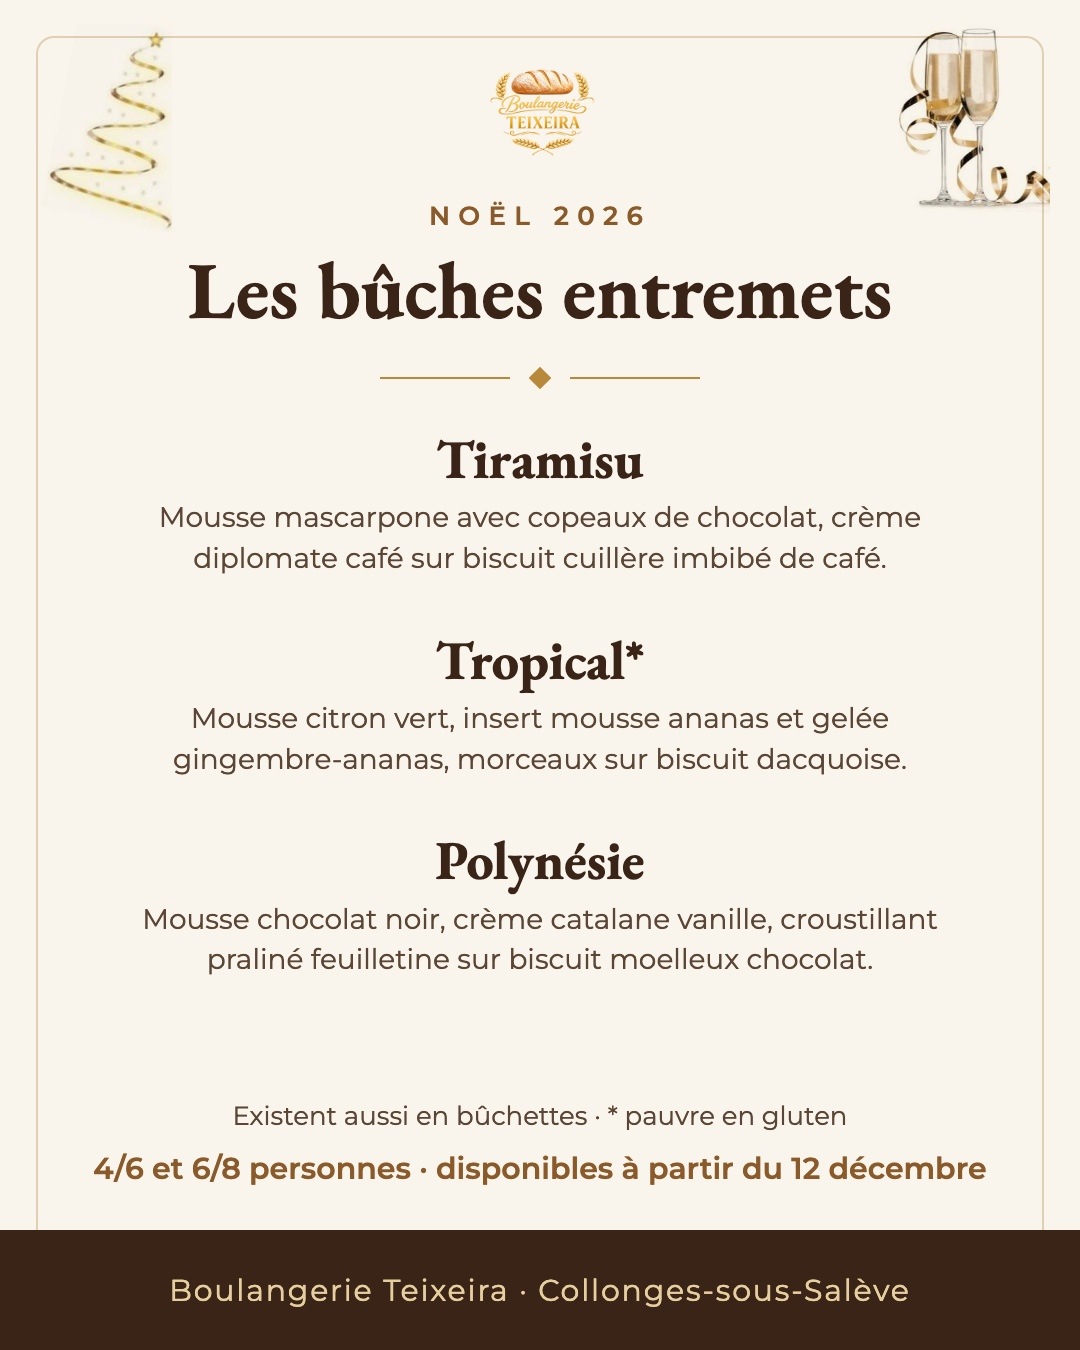 Boulangerie
TEIXEIRA
NOËL 2026
Les bûches entremets
Tiramisu
Mousse mascarpone avec copeaux de chocolat, crème
diplomate café sur biscuit cuillère imbibé de café.
Tropical*
Mousse citron vert, insert mousse ananas et gelée
gingembre-ananas, morceaux sur biscuit dacquoise.
Polynésie
Mousse chocolat noir, crème catalane vanille, croustillant
praliné feuilletine sur biscuit moelleux chocolat.
Existent aussi en bûchettes · * pauvre en gluten
4/6 et 6/8 personnes · disponibles à partir du 12 décembre
Boulangerie Teixeira · Collonges-sous-Salève